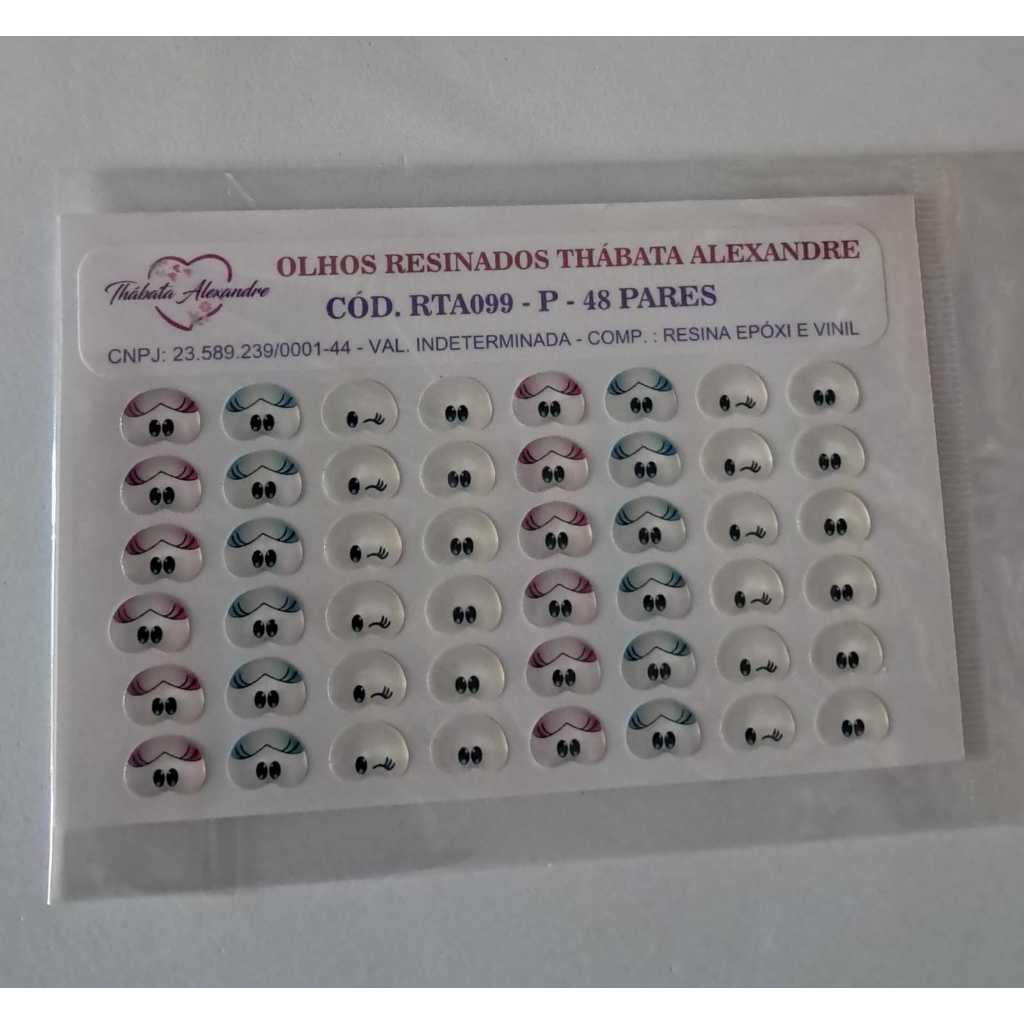 Thábata Alexandre
OLHOS RESINADOS THÁBATA ALEXANDRE
CÓD. RTA099 - P - 48 PARES
CNPJ: 23.589.239/0001-44 - VAL. INDETERMINADA - COMP. : RESINA EPÓXI E VINIL